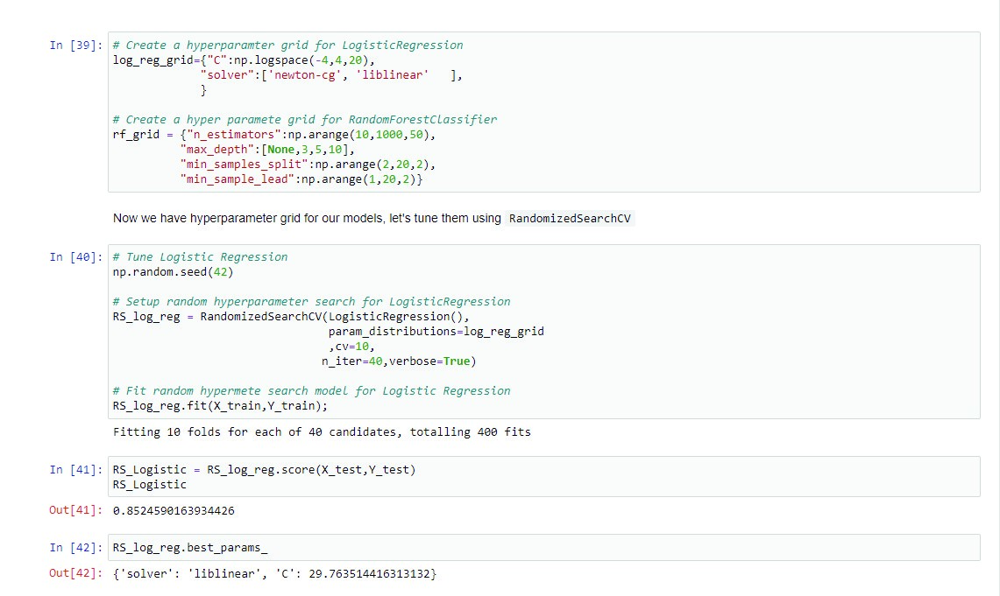 In [39]: # Create a hyperparamter grid for LogisticRegression
log_reg_grid={"C":np.logspace(-4,4,20),
"solver":['newton-cg', 'liblinear'   ],
}
# Create a hyper paramete grid for RandomForestClassifier
rf_grid = {"n_estimators":np.arange(10,1000,50),
"max_depth":[None,3,5,10],
"min_samples_split":np.arange(2,20,2),
"min_sample_lead":np.arange(1,20,2)}
Now we have hyperparameter grid for our models, let's tune them using RandomizedSearchCV
In [40]: # Tune Logistic Regression
np.random.seed(42)
# Setup random hyperparameter search for LogisticRegression
RS_log_reg = RandomizedSearchCV(LogisticRegression(),
param_distributions=log_reg_grid
,cv=10,
n_iter=40,verbose=True)
# Fit random hypermete search model for Logistic Regression
RS_log_reg.fit(X_train,Y_train);
Fitting 10 folds for each of 40 candidates, totalling 400 fits
In [41]: RS_Logistic = RS_log_reg.score(X_test,Y_test)
RS_Logistic
Out[41]: 0.8524590163934426
In [42]: RS_log_reg.best_params_
Out[42]: {'solver': 'liblinear', 'C': 29.763514416313132}